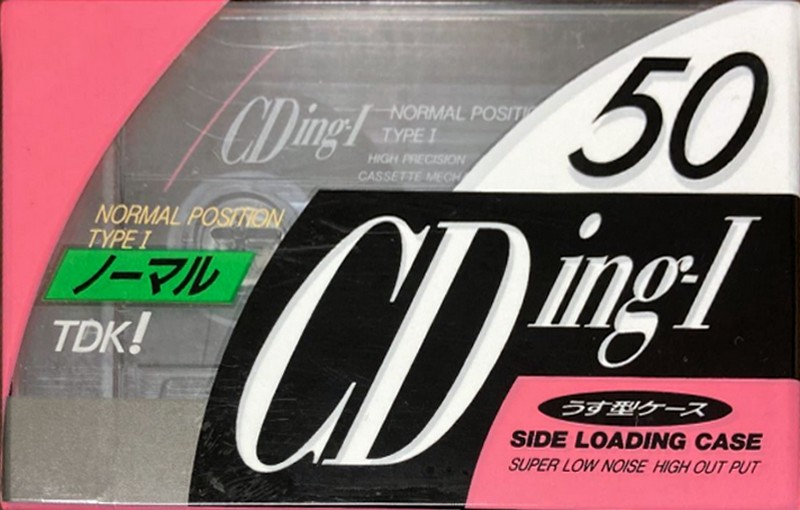 50
CDing-I
NORMAL POSITIO
TYPE I
HIGH PRECISION
CASSETTE MECH
NORMAL POSITION
TYPE I
ノーマル
TDK!
CDing-I
うす型ケース
SIDE LOADING CASE
SUPER LOW NOISE HIGH OUT PUT